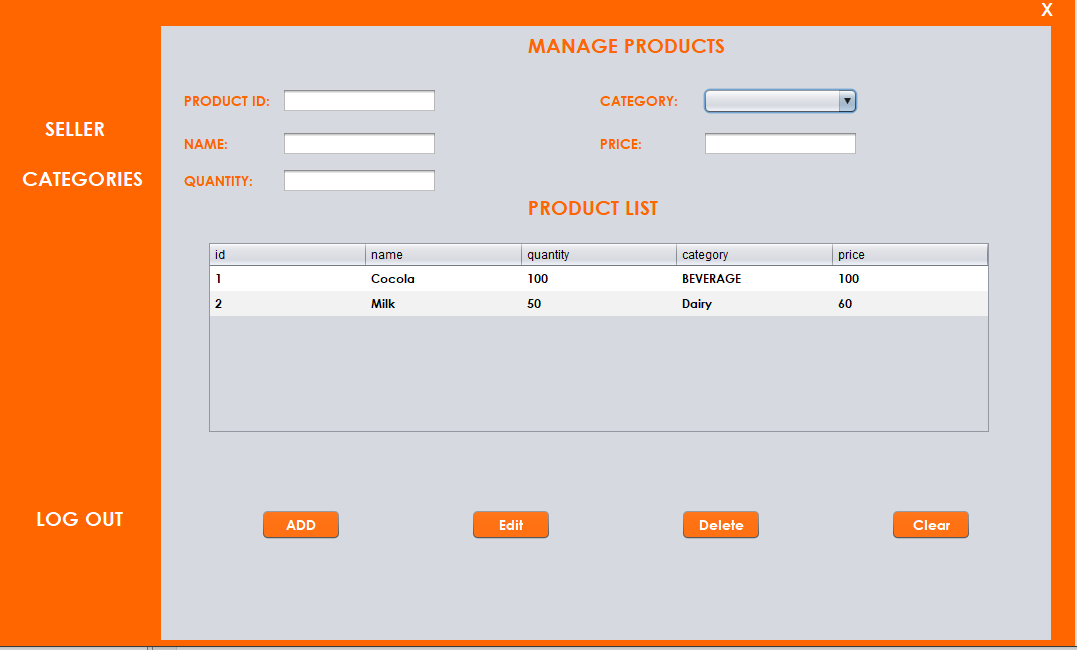 X
MANAGE PRODUCTS
PRODUCT ID:
CATEGORY:
SELLER
NAME:
PRICE:
CATEGORIES
QUANTITY:
PRODUCT LIST
id name quantity category price
1 Cocola 100 BEVERAGE 100
2 Milk 50 Dairy 60
LOG OUT
ADD Edit Delete Clear